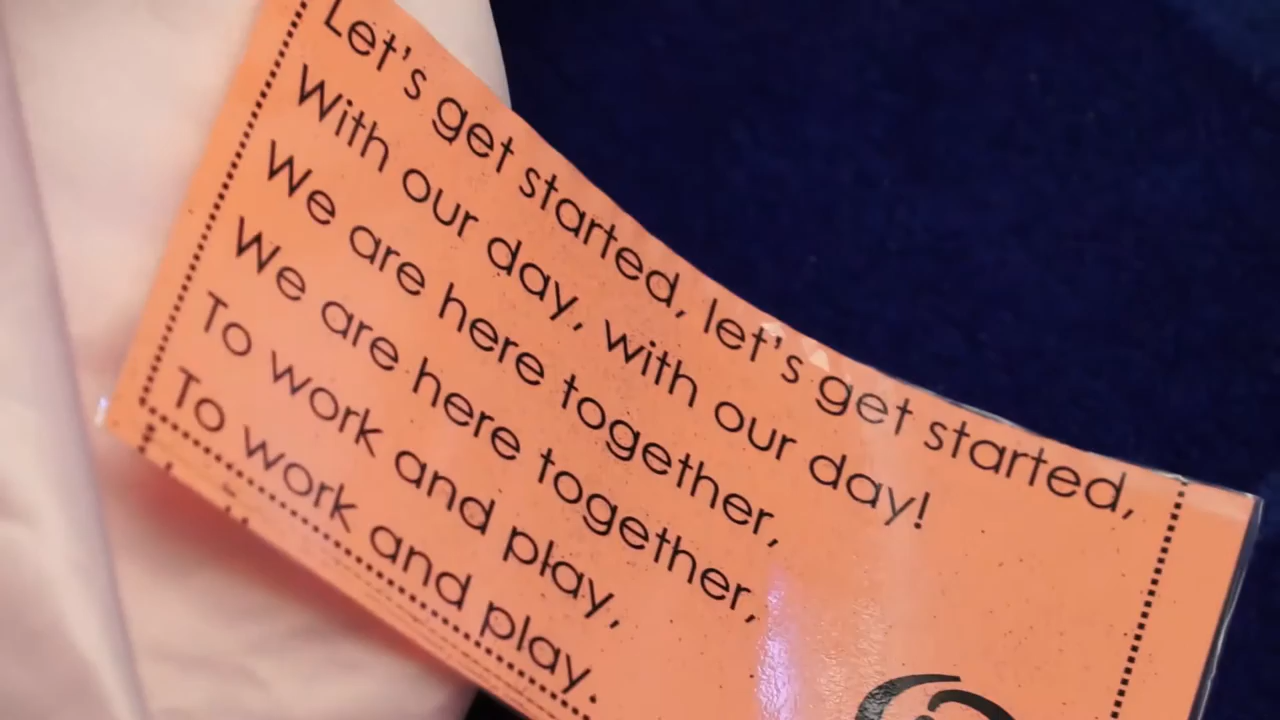 Let's get started, let's get started,
With our day, with our day!
We are here together,
We are here together,
To work and play,
To work and play.